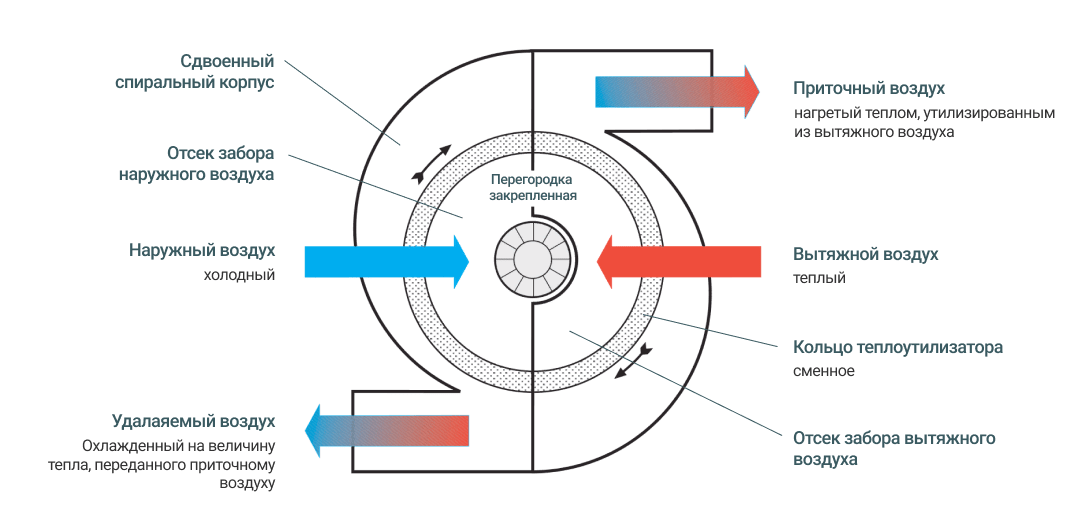 Сдвоенный
спиральный корпус
Отсек забора
наружного воздуха
Наружный воздух
холодный
Удалаяемый воздух
Охлажденный на величину
тепла, переданного приточному
воздуху
Перегородка
закрепленная
Приточный воздух
нагретый теплом, утилизированным
из вытяжного воздуха
Вытяжной воздух
теплый
Кольцо теплоутилизатора
сменное
Отсек забора вытяжного
воздуха